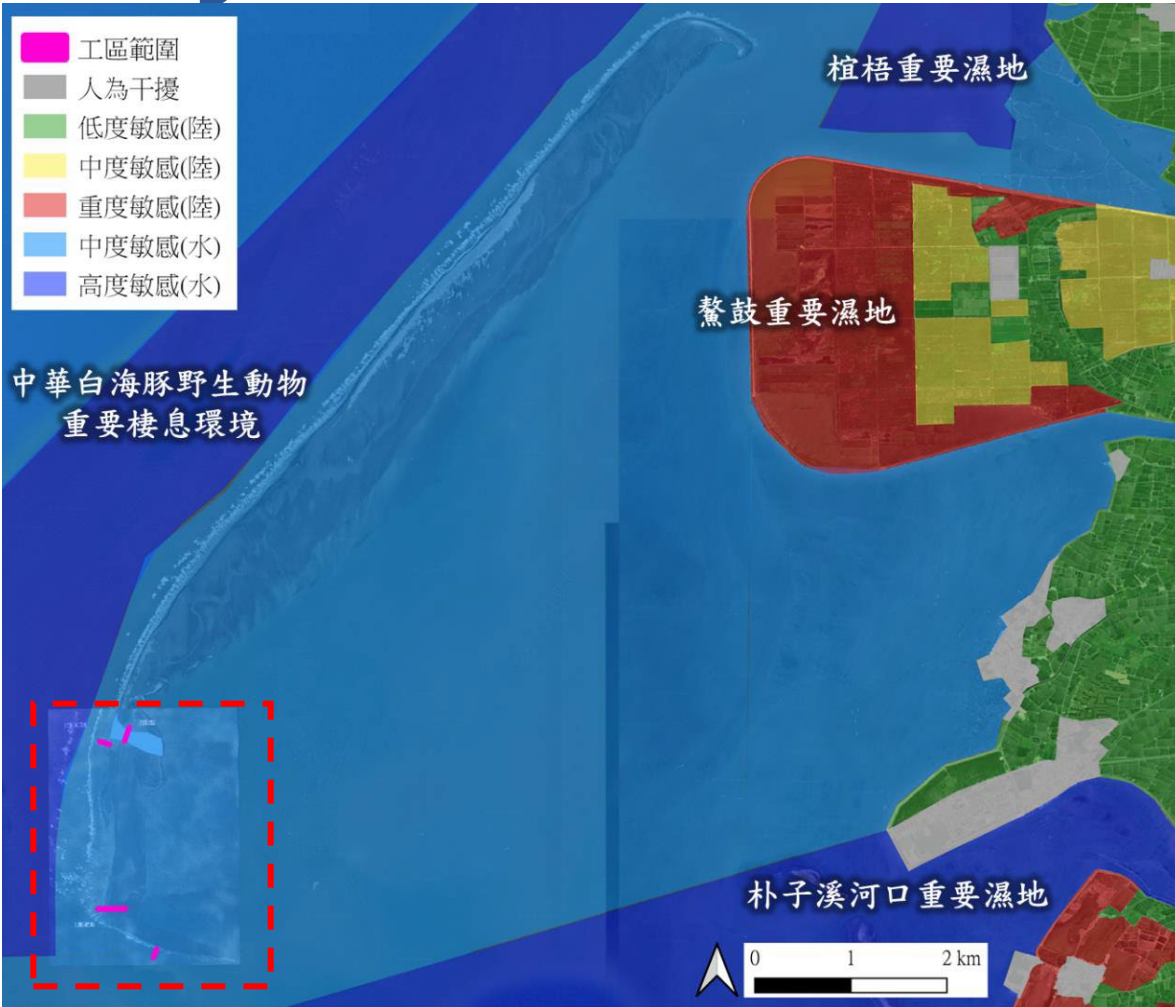 工區範圍
人為干擾
低度敏感(陸)
中度敏感(陸)
重度敏感(陸)
中度敏感(水)
高度敏感(水)
椬梧重要濕地
鰲鼓重要濕地
中華白海豚野生動物
重要棲息環境
朴子溪河口重要濕地
0 1 2 km